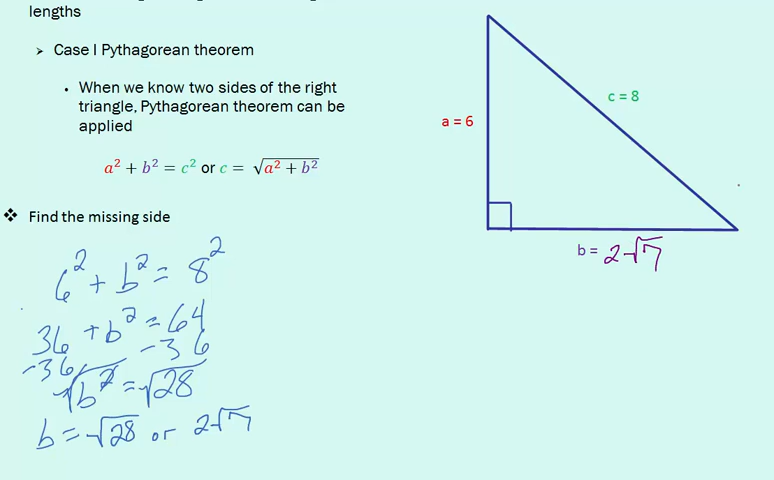 lengths
➤ Case I Pythagorean theorem
• When we know two sides of the right
triangle, Pythagorean theorem can be
applied
a² + b² = c² or c = √(a² + b²)
❖ Find the missing side
6² + b² = 8²
36 + b² = 64
-36 -36
√b² = √28
b = √28 or 2√7
a = 6
c = 8
b = 2√7